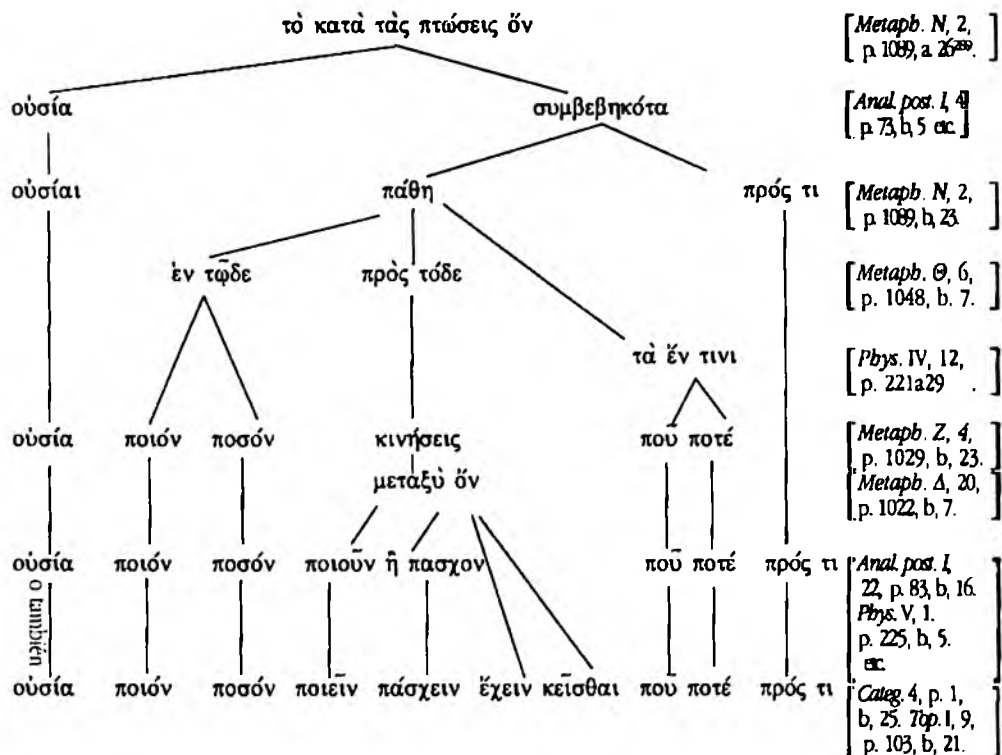 τὸ κατὰ τὰς πτώσεις ὄν
[Metaph. N, 2,
p. 1089, a 26²⁸⁹.]
οὐσία συμβεβηκότα
[Anal. post. I, 4
p. 73, b, 5 etc.]
οὐσίαι πάθη πρός τι
[Metaph. N, 2,
p. 1089, b, 23.]
ἐν τῷδε πρὸς τόδε
[Metaph. Θ, 6,
p. 1048, b. 7.]
τὰ ἔν τινι
[Phys. IV, 12,
p. 221a29 .]
οὐσία ποιόν ποσόν κινήσεις ποῦ ποτέ
[Metaph. Z, 4,
p. 1029, b, 23.]
μεταξὺ ὄν
[Metaph. Δ, 20,
p. 1022, b, 7.]
οὐσία ποιόν ποσόν ποιοῦν ἢ πασχον ποῦ ποτέ πρός τι
[Anal. post. I,
22, p. 83, b, 16.
Phys. V, 1.
p. 225, b, 5.
etc.]
o también
οὐσία ποιόν ποσόν ποιεῖν πάσχειν ἔχειν κεῖσθαι ποῦ ποτέ πρός τι
[Categ. 4, p. 1,
b, 25. Top. I, 9,
p. 103, b, 21.]